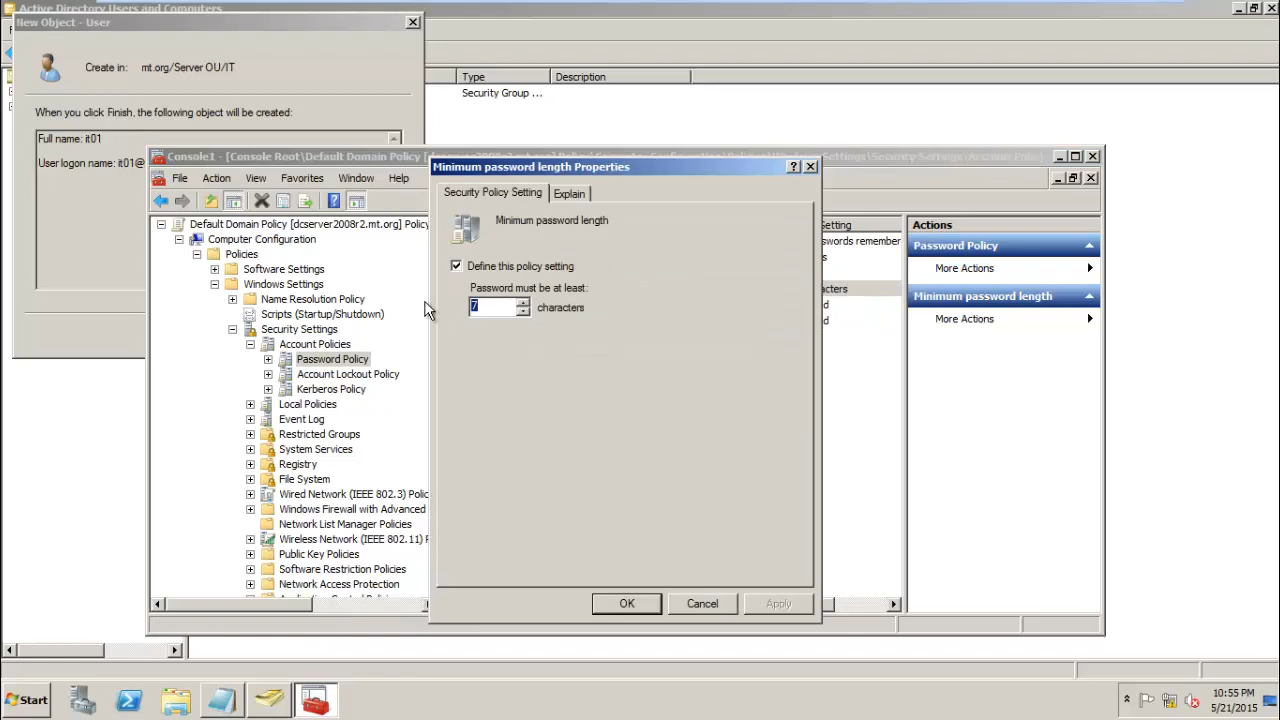 Active Directory Users and Computers
New Object - User
Create in: mt.org/Server OU/IT
When you click Finish, the following object will be created:
Full name: it01
User logon name: it01@
Type
Description
Security Group ...
Console1 - [Console Root\Default Domain Policy
File
Action
View
Favorites
Window
Help
Default Domain Policy [dcserver2008r2.mt.org] Policy
Computer Configuration
Policies
Software Settings
Windows Settings
Name Resolution Policy
Scripts (Startup/Shutdown)
Security Settings
Account Policies
Password Policy
Account Lockout Policy
Kerberos Policy
Local Policies
Event Log
Restricted Groups
System Services
Registry
File System
Wired Network (IEEE 802.3) Polic
Windows Firewall with Advanced
Network List Manager Policies
Wireless Network (IEEE 802.11) P
Public Key Policies
Software Restriction Policies
Network Access Protection
Minimum password length Properties
Security Policy Setting
Explain
Minimum password length
Define this policy setting
Password must be at least:
7
characters
OK
Cancel
Apply
etting
swords remember
s
acters
d
d
Actions
Password Policy
More Actions
Minimum password length
More Actions
Start
10:55 PM
5/21/2015